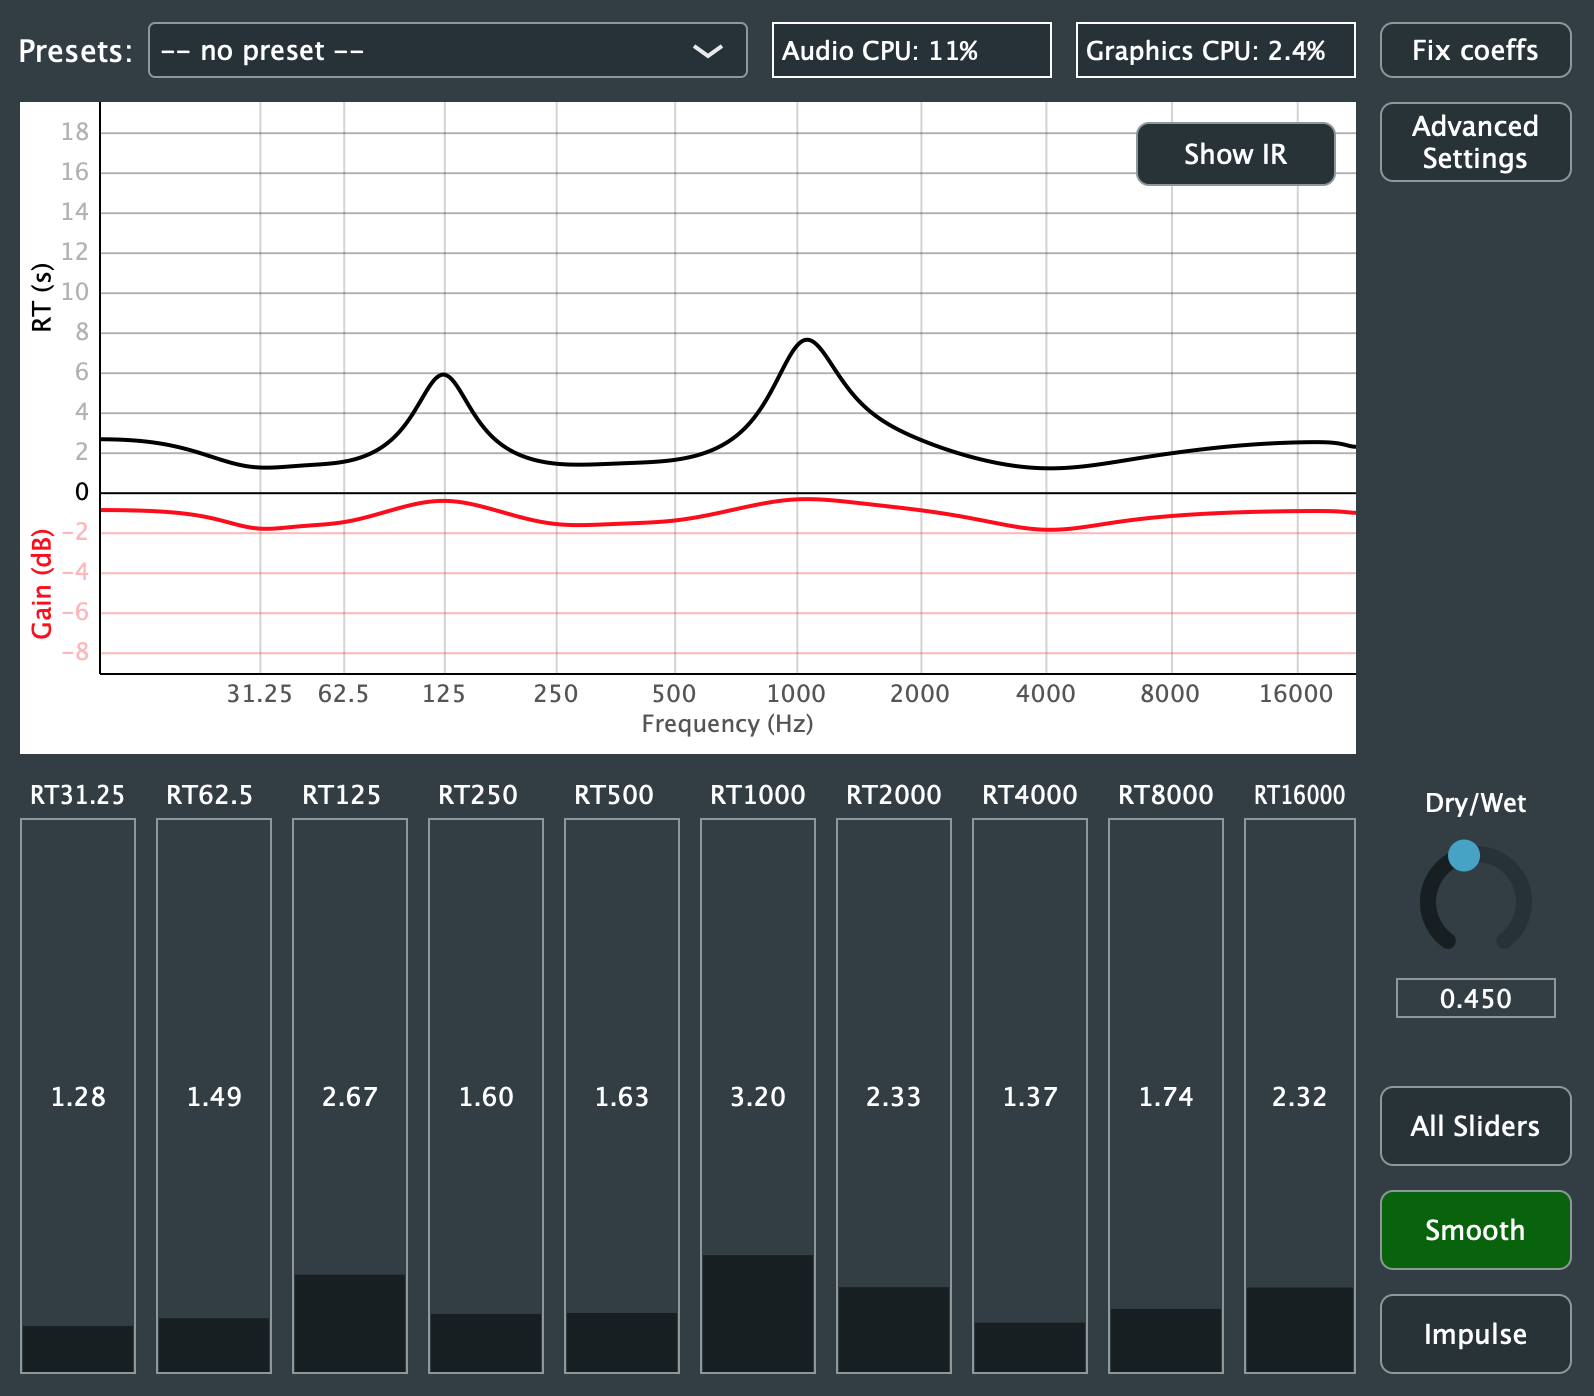 Presets:
-- no preset --
Audio CPU: 11%
Graphics CPU: 2.4%
Fix coeffs
Advanced
Settings
Show IR
RT (s)
18
16
14
12
10
8
6
4
2
0
Gain (dB)
−2
−4
−6
−8
31.25 62.5 125 250 500 1000 2000 4000 8000 16000
Frequency (Hz)
RT31.25 RT62.5 RT125 RT250 RT500 RT1000 RT2000 RT4000 RT8000 RT16000
1.28 1.49 2.67 1.60 1.63 3.20 2.33 1.37 1.74 2.32
Dry/Wet
0.450
All Sliders
Smooth
Impulse